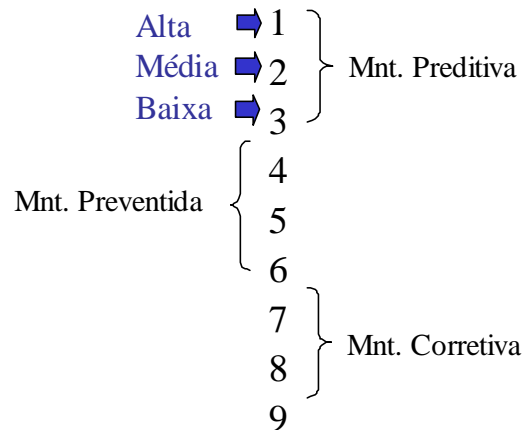 Alta 1
Média 2 Mnt. Preditiva
Baixa 3
4
Mnt. Preventida
5
6
7
Mnt. Corretiva
8
9